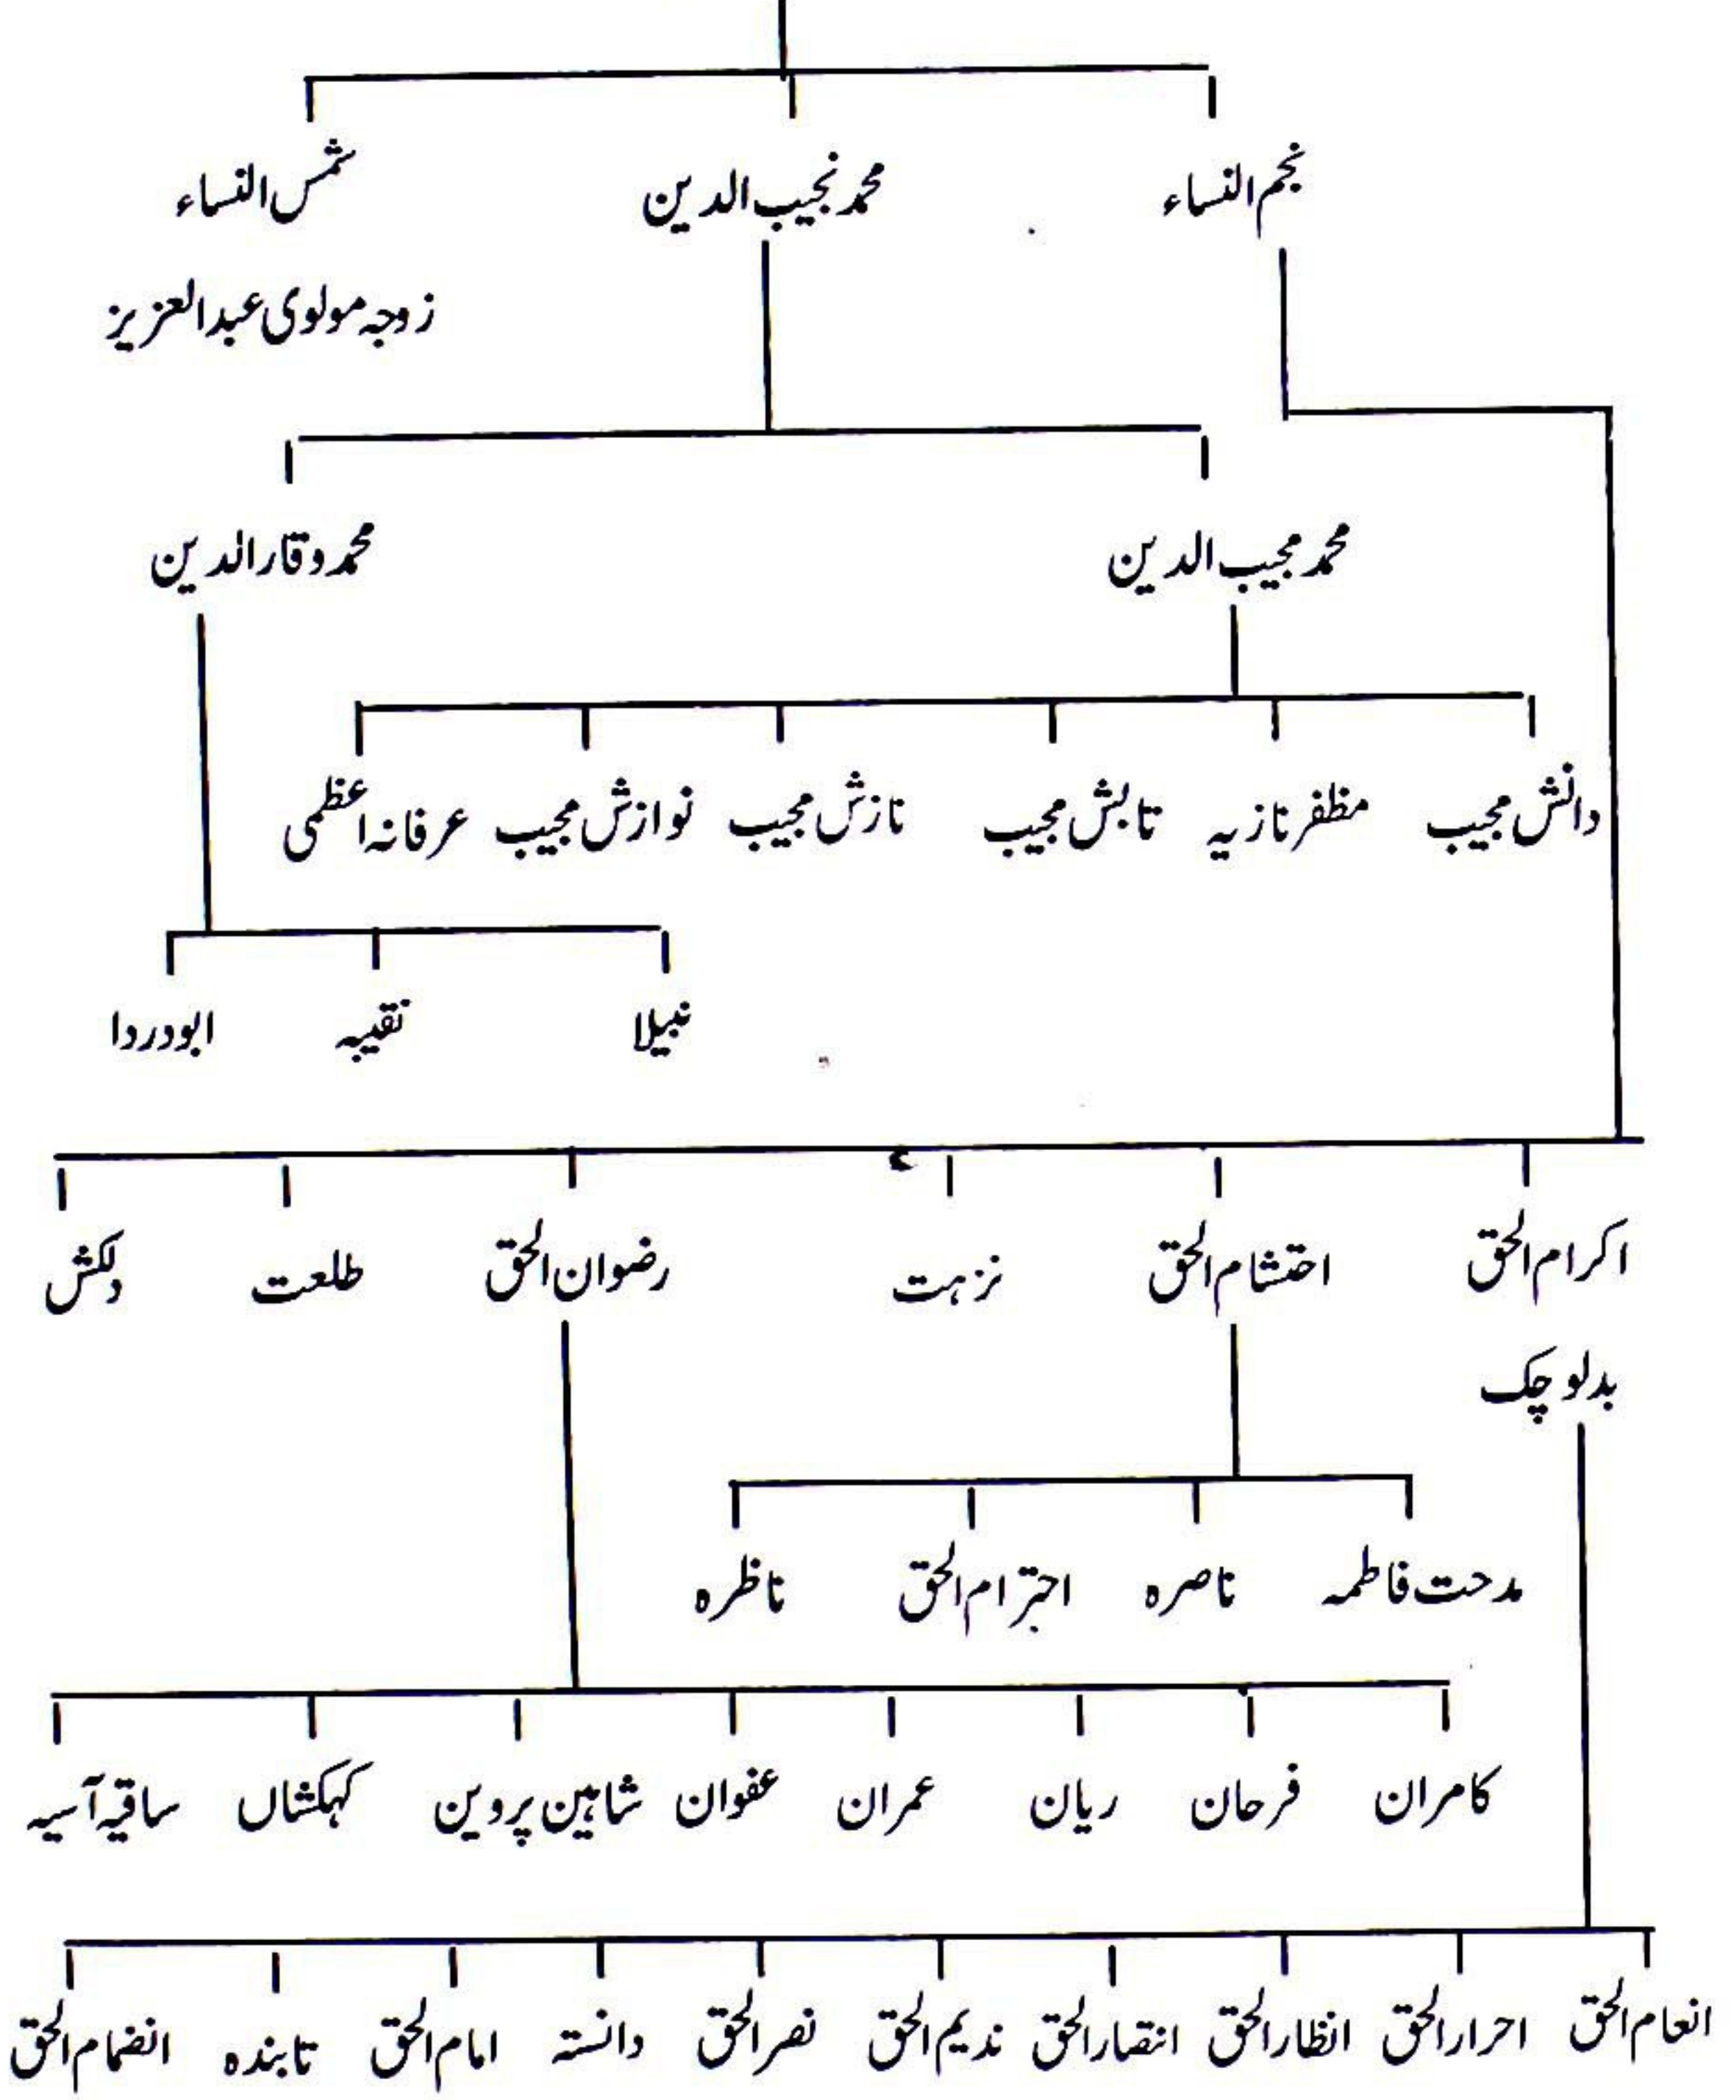 نجم النساء محمد نجیب الدین شمس النساء
زوجہ مولوی عبدالعزیز
محمد مجیب الدین محمد وقار الدین
دانش مجیب مظفر نازیہ تابش مجیب نازش مجیب نوازش مجیب عرفانہ اعظمی
نبیلا نقیبہ ابودردا
اکرام الحق احتشام الحق نزہت رضوان الحق طلعت دلکش
بدلو چک
مدحت فاطمہ ناصرہ احترام الحق ناظرہ
کامران فرحان ریان عمران عفوان شاہین پروین کہکشاں ساقیہ آسیہ
انعام الحق احرار الحق انظار الحق انتصار الحق ندیم الحق نصر الحق دانستہ امام الحق تابندہ انضمام الحق